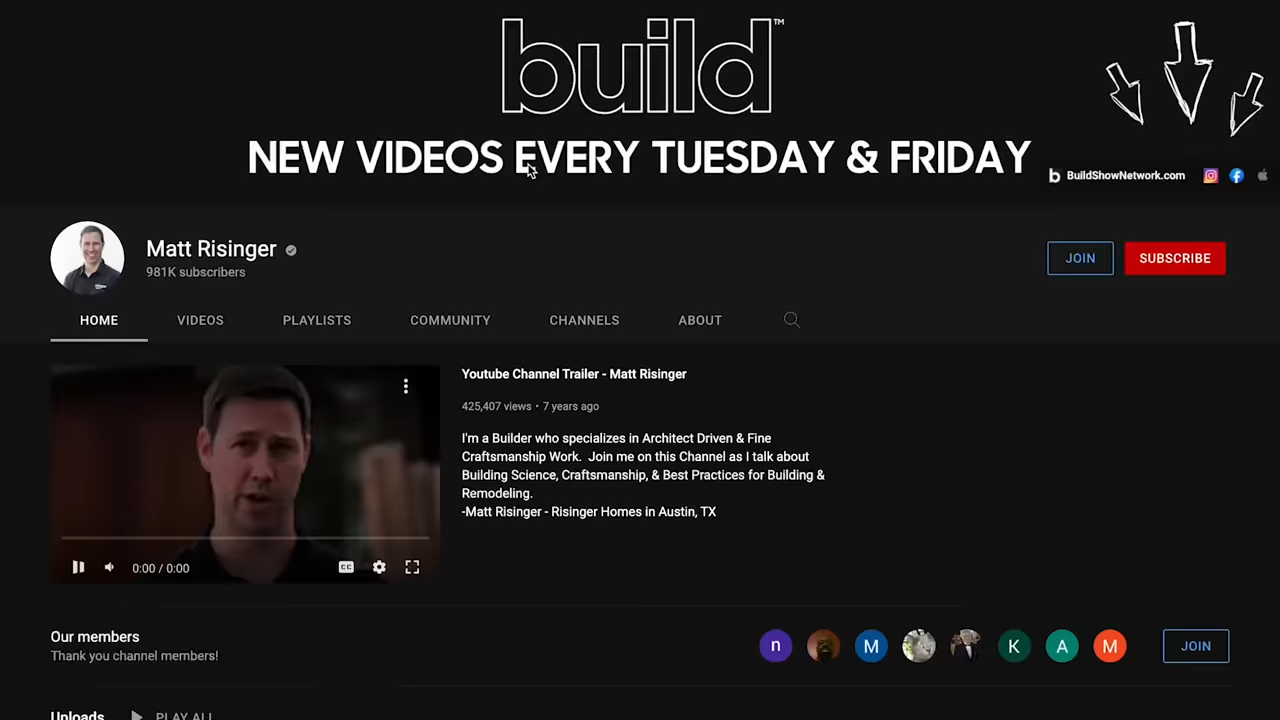 build™
NEW VIDEOS EVERY TUESDAY & FRIDAY
b BuildShowNetwork.com
Matt Risinger
981K subscribers
JOIN
SUBSCRIBE
HOME
VIDEOS
PLAYLISTS
COMMUNITY
CHANNELS
ABOUT
Youtube Channel Trailer - Matt Risinger
425,407 views • 7 years ago
I'm a Builder who specializes in Architect Driven & Fine
Craftsmanship Work. Join me on this Channel as I talk about
Building Science, Craftsmanship, & Best Practices for Building &
Remodeling.
-Matt Risinger - Risinger Homes in Austin, TX
0:00 / 0:00
CC
Our members
Thank you channel members!
n
M
K
A
M
JOIN
Uploads
PLAY ALL